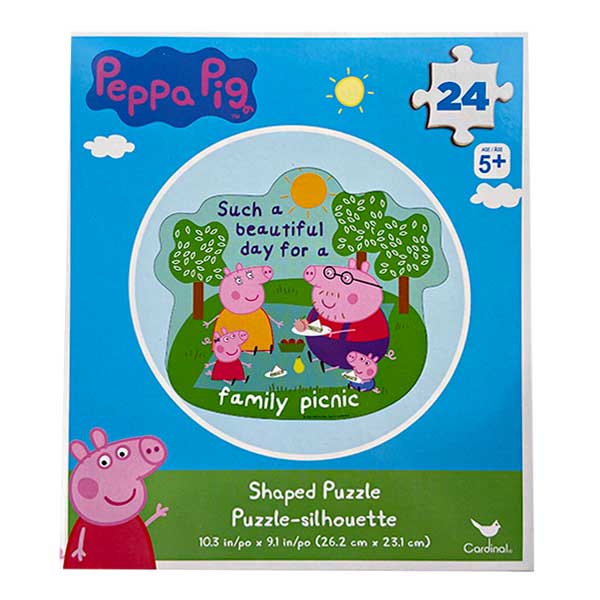 Peppa Pig
TM
24
AGE / ÂGE
5+
Such a
beautiful
day for a
family picnic
Shaped Puzzle
Puzzle-silhouette
10.3 in/po x 9.1 in/po (26.2 cm x 23.1 cm)
Cardinal®